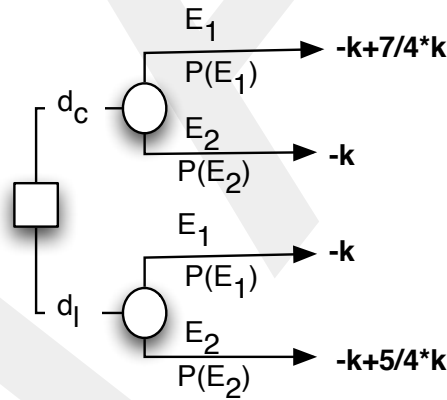 E1
-k+7/4*k
P(E1)
dc
E2
-k
P(E2)
E1
-k
P(E1)
dl
E2
-k+5/4*k
P(E2)